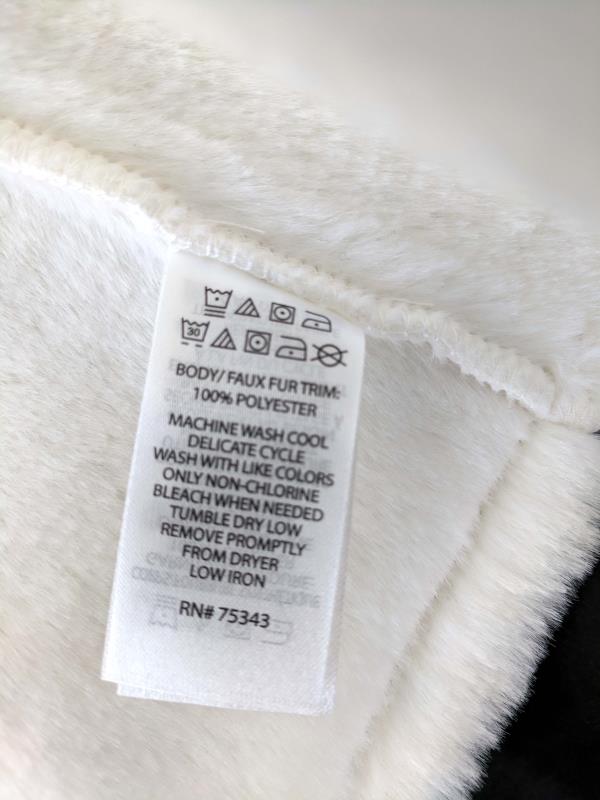 30
BODY/ FAUX FUR TRIM:
100% POLYESTER
MACHINE WASH COOL
DELICATE CYCLE
WASH WITH LIKE COLORS
ONLY NON-CHLORINE
BLEACH WHEN NEEDED
TUMBLE DRY LOW
REMOVE PROMPTLY
FROM DRYER
LOW IRON
RN# 75343